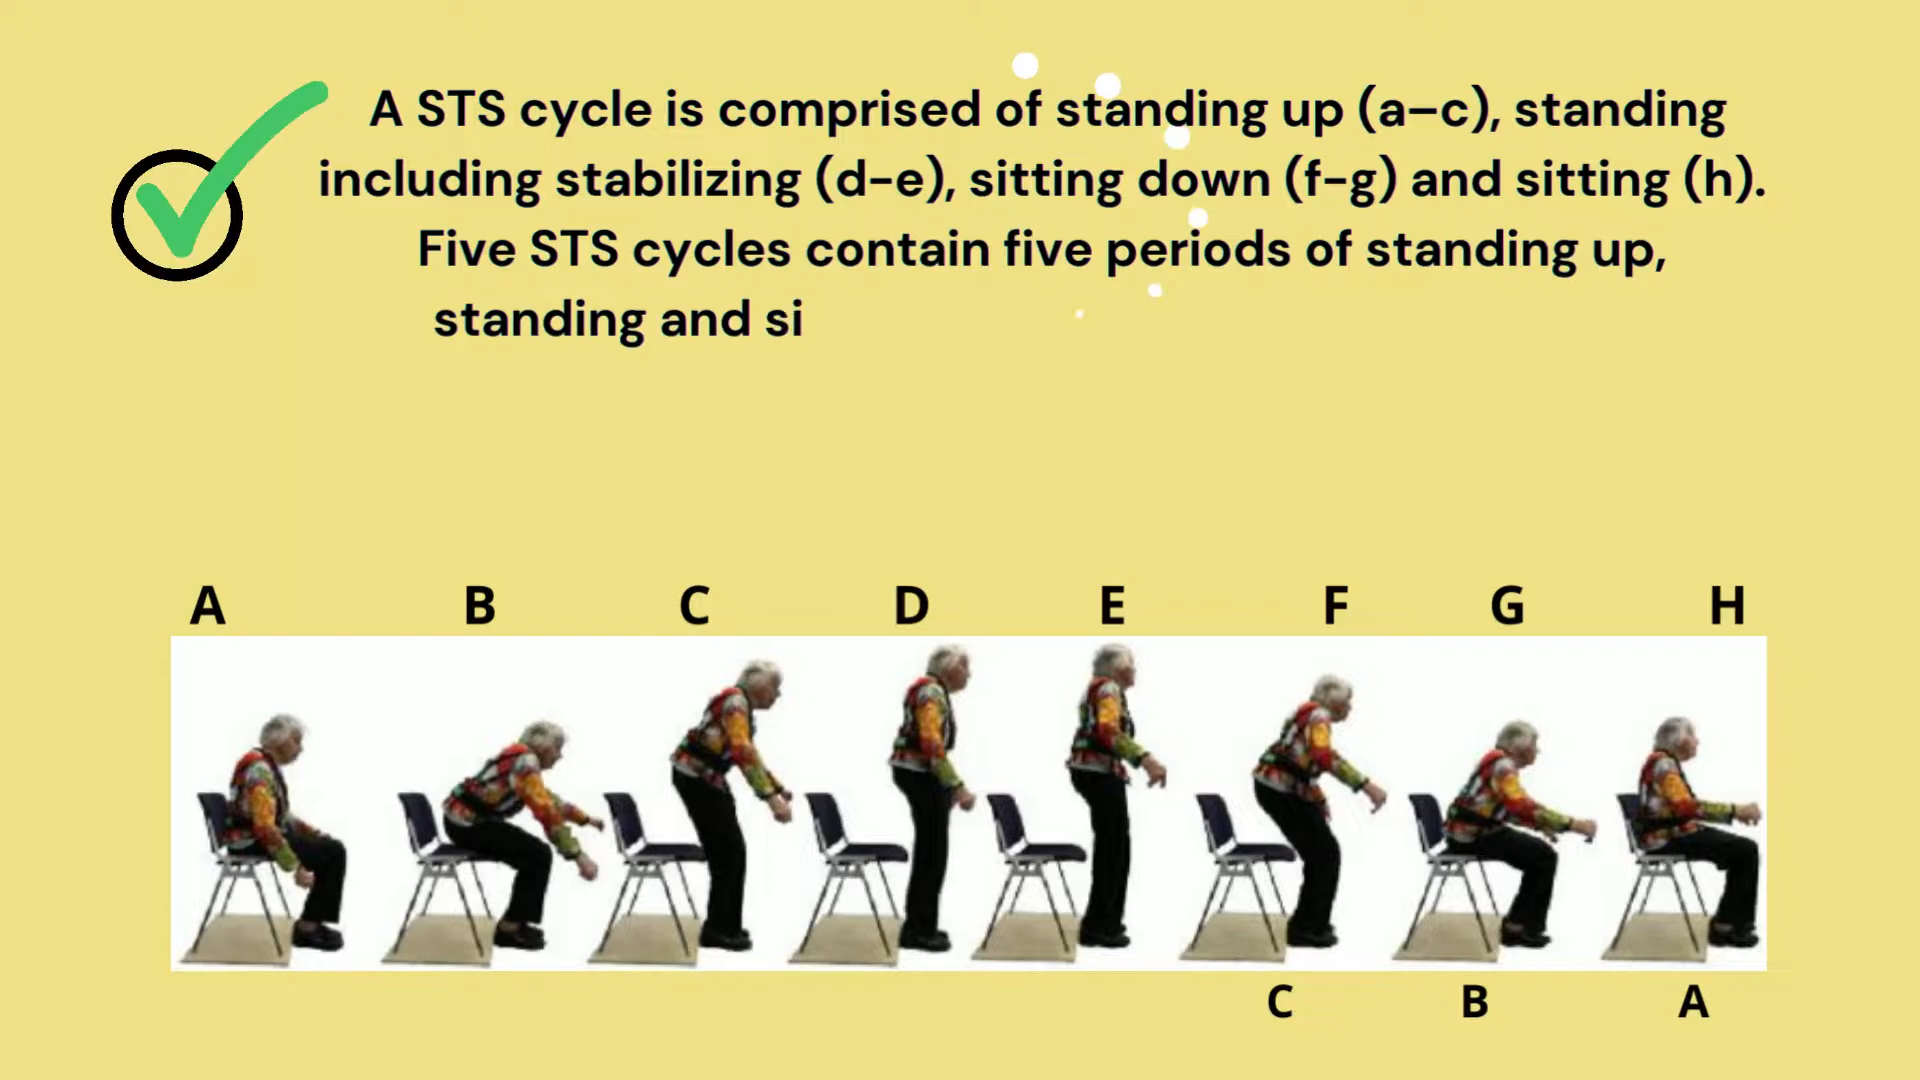 A STS cycle is comprised of standing up (a–c), standing
including stabilizing (d-e), sitting down (f-g) and sitting (h).
Five STS cycles contain five periods of standing up,
standing and si
A B C D E F G H
C B A